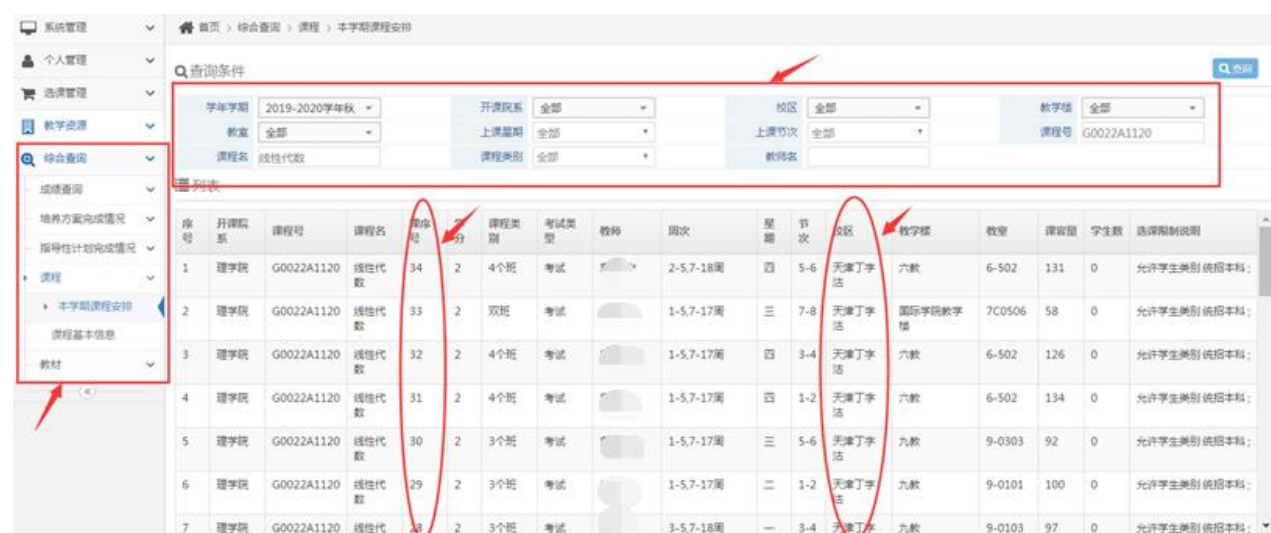 系统管理
首页 > 综合查询 > 课程 > 本学期课程安排
个人管理
查询条件
查询
选课管理
教学资源
学年学期 2019-2020学年秋 开课院系 全部 校区 全部 教学楼 全部
教室 全部 上课星期 全部 上课节次 全部 课程号 G0022A1120
课程名 线性代数 课程类别 全部 教师名
综合查询
列表
成绩查询
培养方案完成情况
指导性计划完成情况
课程
本学期课程安排
课程基本信息
教材
序号 开课院系 课程号 课程名 课序号 学分 课程类别 考试类型 教师 周次 星期 节次 校区 教学楼 教室 课容量 学生数 选课限制说明
1 理学院 G0022A1120 线性代数 34 2 4个班 考试 2-5,7-18周 四 5-6 天津丁字沽 六教 6-502 131 0 允许学生类别 统招本科;
2 理学院 G0022A1120 线性代数 33 2 双班 考试 1-5,7-17周 三 7-8 天津丁字沽 国际学院教学楼 7C0506 58 0 允许学生类别 统招本科;
3 理学院 G0022A1120 线性代数 32 2 4个班 考试 1-5,7-17周 四 3-4 天津丁字沽 六教 6-502 126 0 允许学生类别 统招本科;
4 理学院 G0022A1120 线性代数 31 2 4个班 考试 1-5,7-17周 四 1-2 天津丁字沽 六教 6-502 134 0 允许学生类别 统招本科;
5 理学院 G0022A1120 线性代数 30 2 3个班 考试 1-5,7-17周 三 5-6 天津丁字沽 九教 9-0303 92 0 允许学生类别 统招本科;
6 理学院 G0022A1120 线性代数 29 2 3个班 考试 1-5,7-17周 二 1-2 天津丁字沽 九教 9-0101 100 0 允许学生类别 统招本科;
7 理学院 G0022A1120 线性代 28 2 3个班 考试 3-5,7-18周 一 3-4 天津丁字 九教 9-0103 97 0 允许学生类别 统招本科;